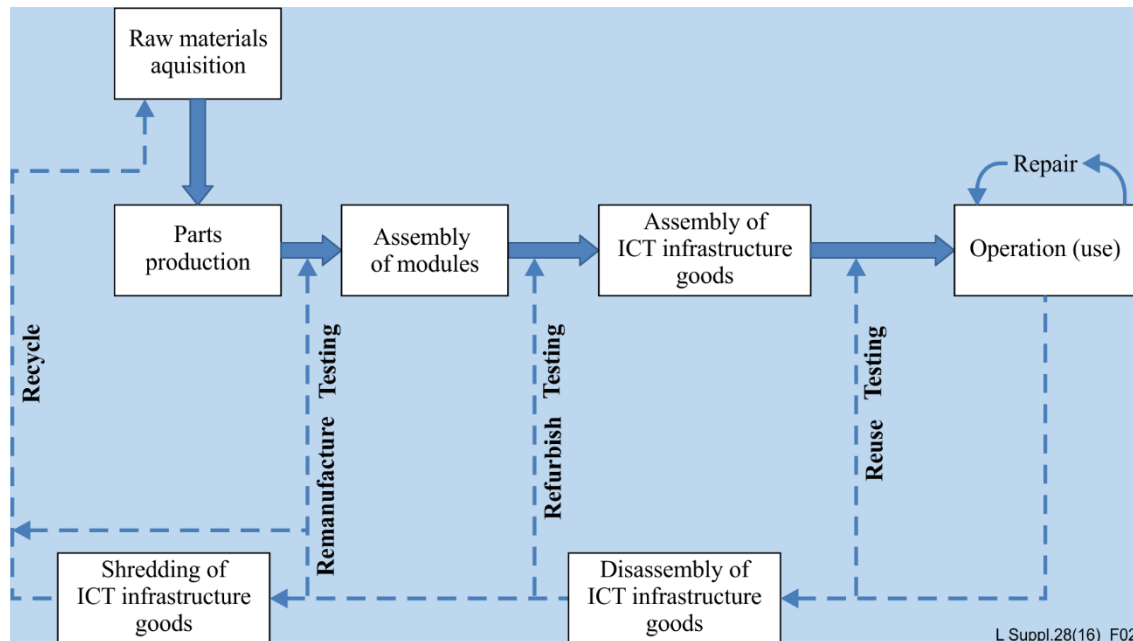 Raw materials
aquisition
Repair
Parts
production
Assembly
of modules
Assembly of
ICT infrastructure
goods
Operation (use)
Recycle
Remanufacture Testing
Refurbish Testing
Reuse Testing
Shredding of
ICT infrastructure
goods
Disassembly of
ICT infrastructure
goods
L Suppl.28(16)_F02